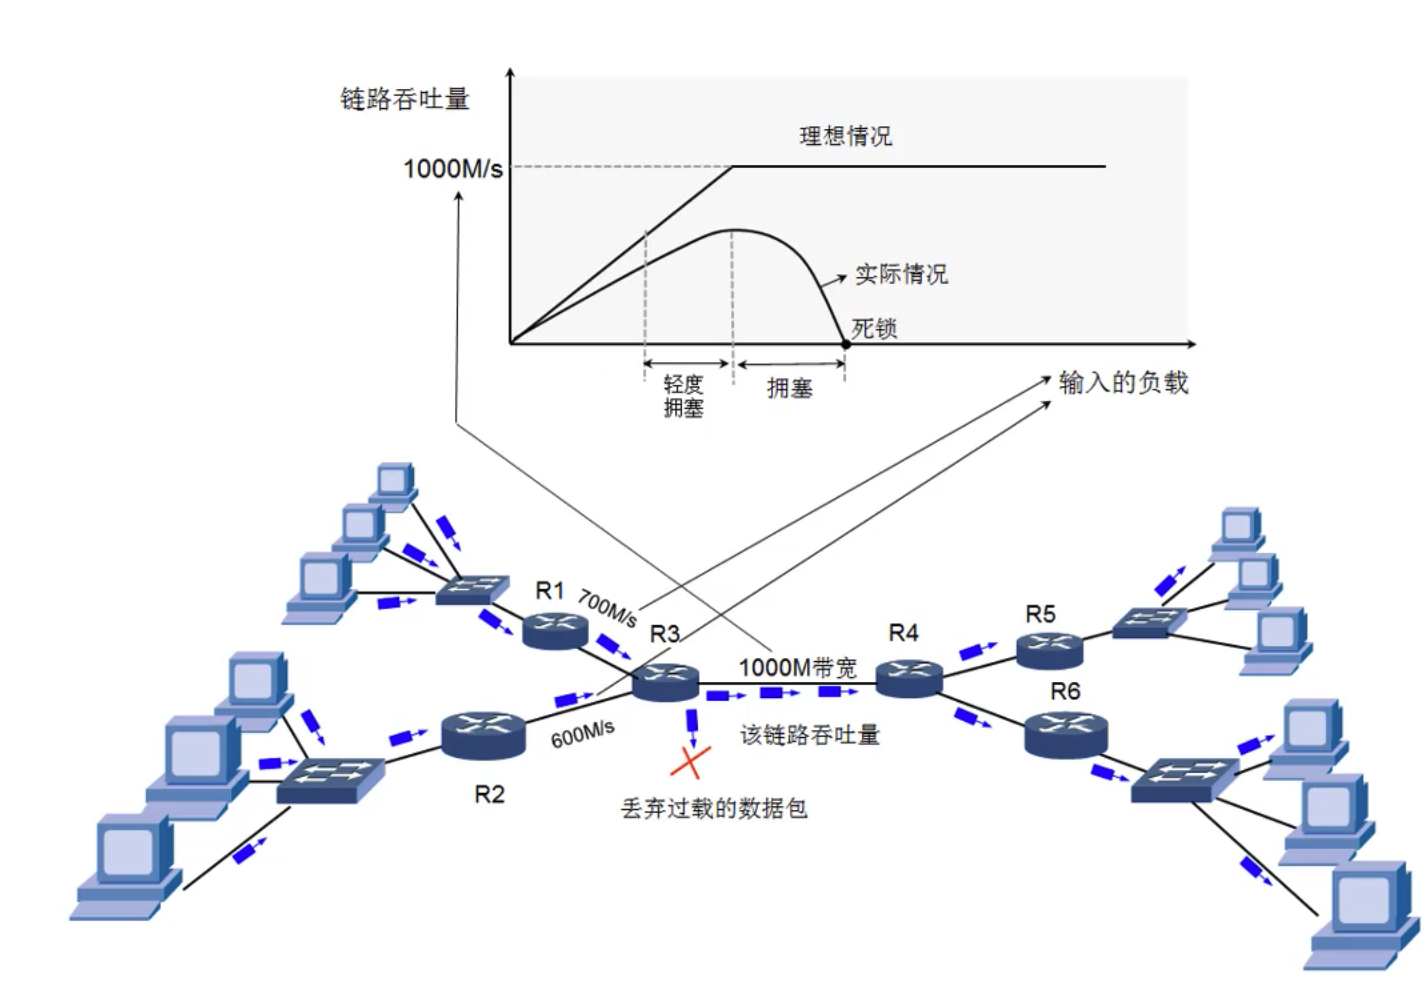 链路吞吐量
理想情况
1000M/s
实际情况
死锁
轻度
拥塞
拥塞
输入的负载
R1
700M/s
R3
R4
R5
1000M带宽
R6
600M/s
该链路吞吐量
R2
丢弃过载的数据包